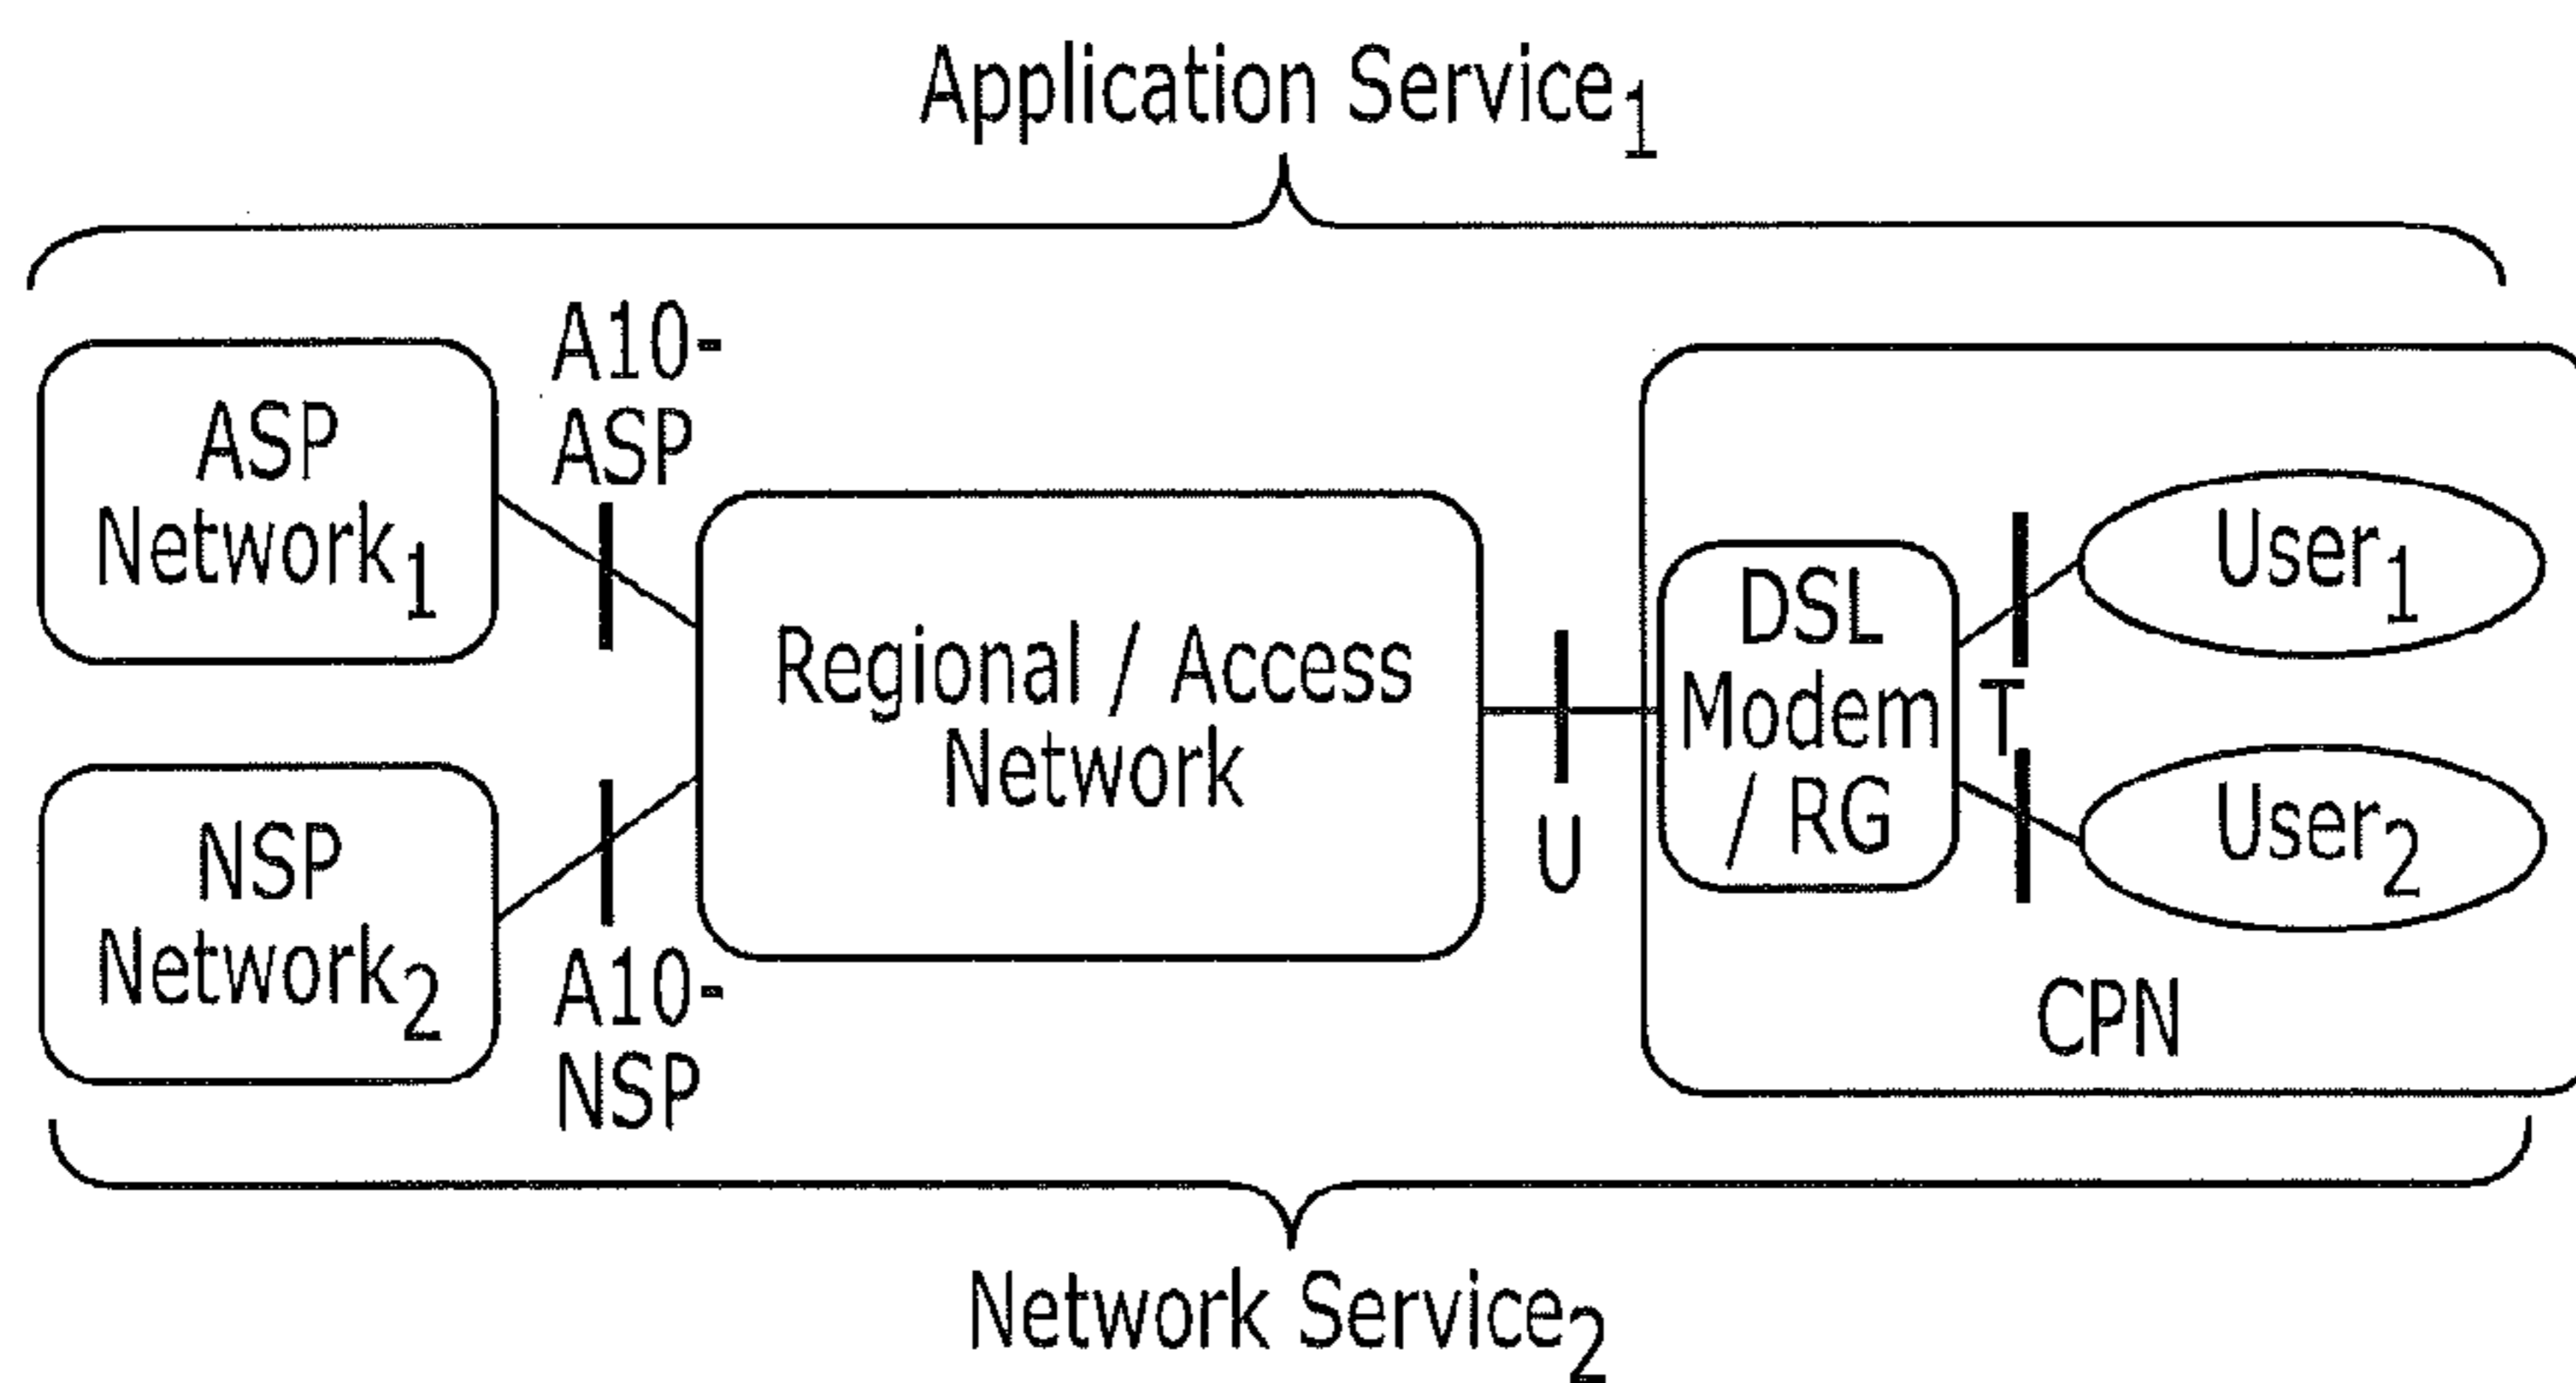 Application Service1
A10-
ASP
ASP
Network1
Regional / Access
Network
NSP
Network2
A10-
NSP
U
DSL
Modem
/ RG
T
User1
User2
CPN
Network Service2